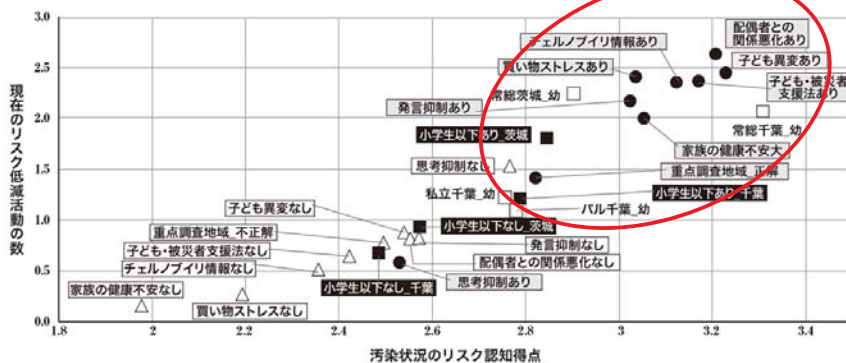 3.0
2.5
2.0
1.5
1.0
0.5
0.0
現在のリスク低減活動の数
配偶者との
関係悪化あり
チェルノブイリ情報あり
子ども異変あり
買い物ストレスあり
子ども・被災者
支援法あり
常総茨城_幼
発言抑制あり
常総千葉_幼
小学生以下あり_茨城
家族の健康不安大
思考抑制なし
重点調査地域_正解
私立千葉_幼
小学生以下あり_千葉
パル千葉_幼
子ども異変なし
小学生以下なし_茨城
重点調査地域_不正解
発言抑制なし
子ども・被災者支援法なし
配偶者との関係悪化なし
チェルノブイリ情報なし
思考抑制あり
小学生以下なし_千葉
家族の健康不安なし
買い物ストレスなし
1.8 2 2.2 2.4 2.6 2.8 3 3.2 3.4
汚染状況のリスク認知得点